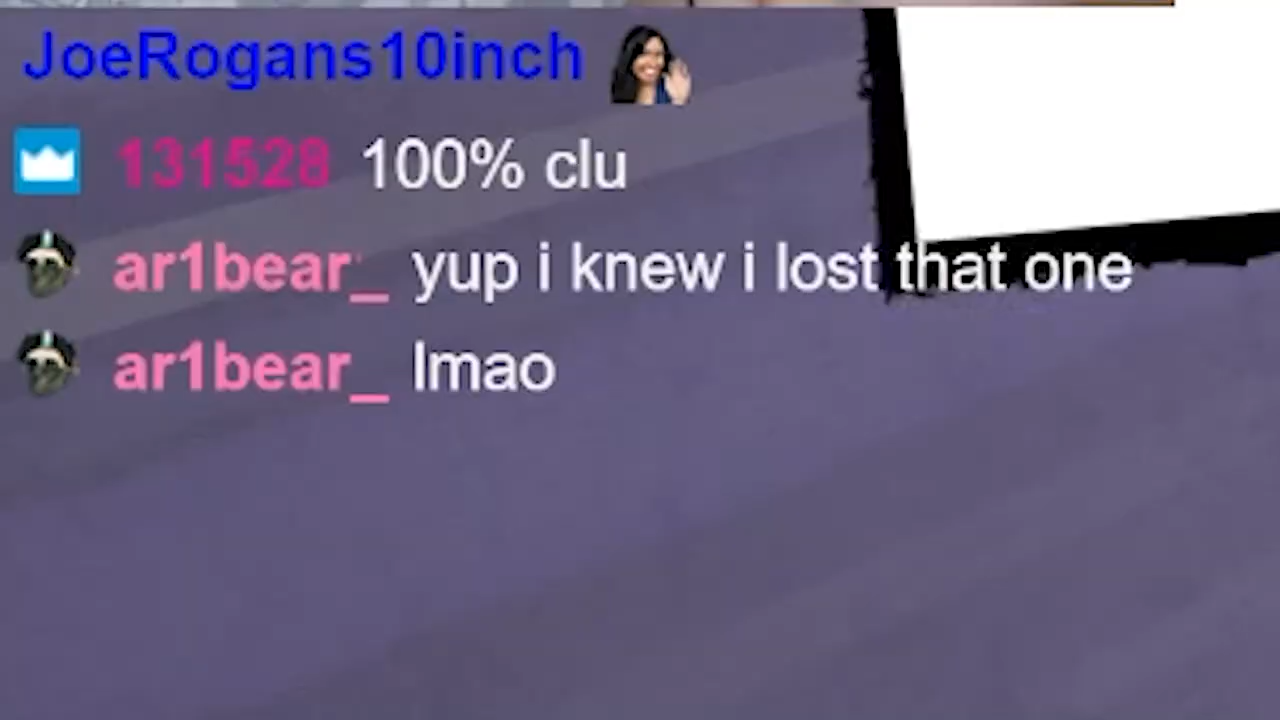 JoeRogans10inch
131528 100% clu
ar1bear_ yup i knew i lost that one
ar1bear_ lmao